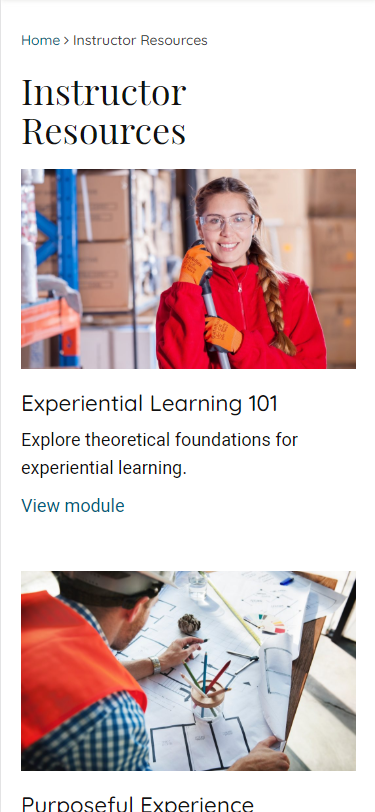 Home > Instructor Resources
Instructor
Resources
Experiential Learning 101
Explore theoretical foundations for
experiential learning.
View module
Purposeful Experience